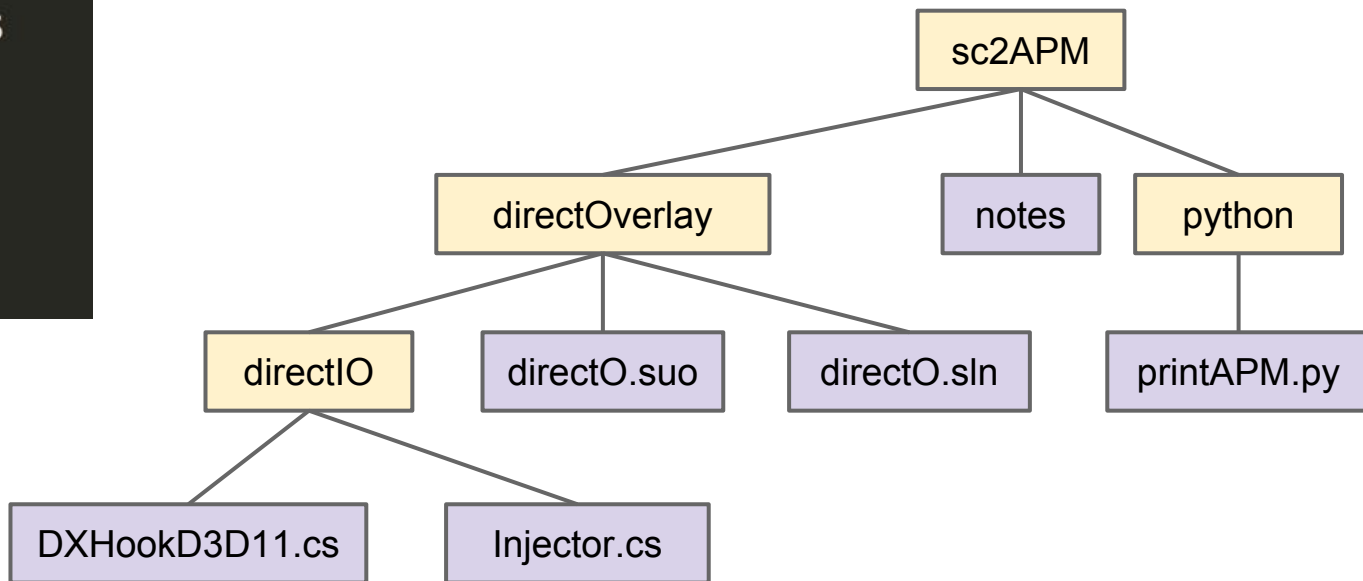 sc2APM
directOverlay
notes
python
directIO
directO.suo
directO.sln
printAPM.py
DXHookD3D11.cs
Injector.cs